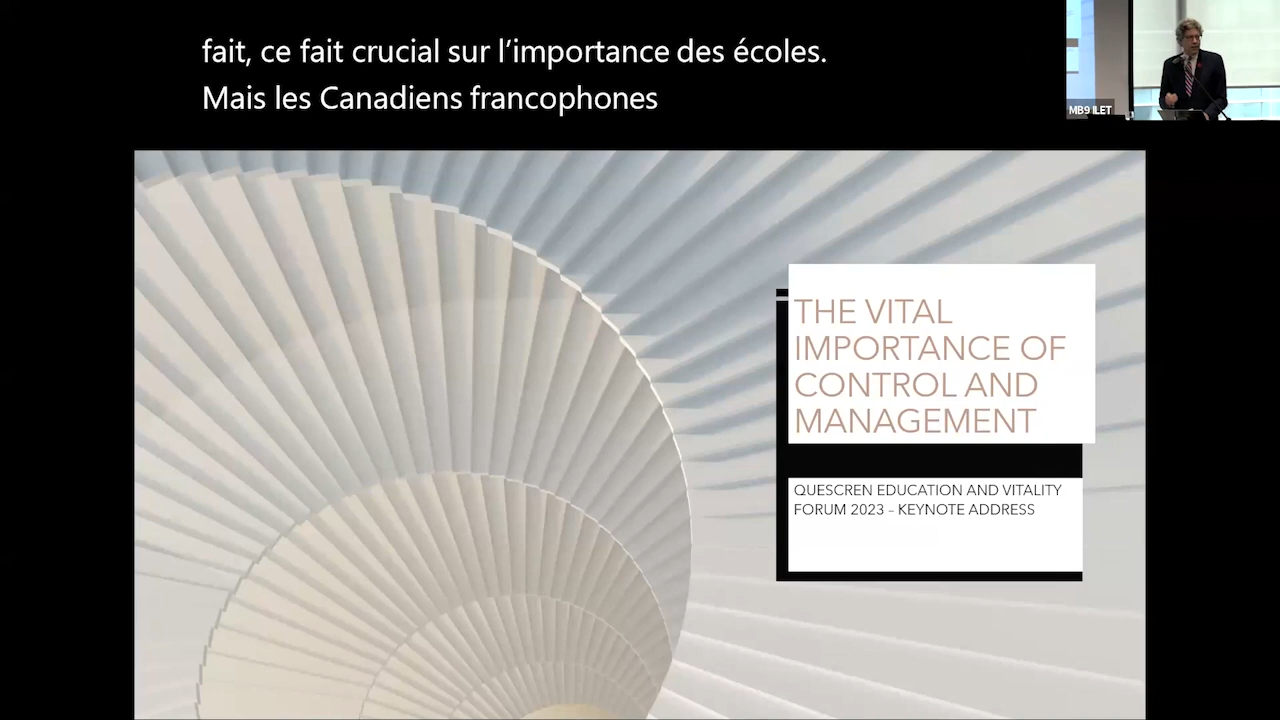 fait, ce fait crucial sur l’importance des écoles.
Mais les Canadiens francophones
MB9 ILET
THE VITAL
IMPORTANCE OF
CONTROL AND
MANAGEMENT
QUESCREN EDUCATION AND VITALITY
FORUM 2023 – KEYNOTE ADDRESS